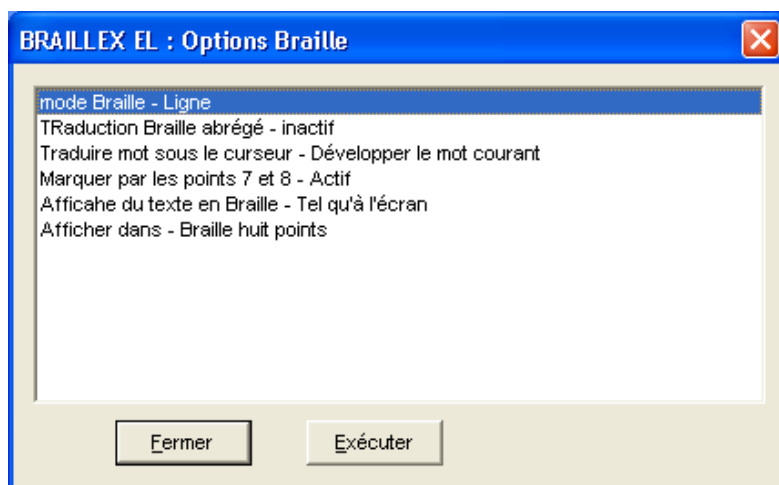 BRAILLEX EL : Options Braille
mode Braille - Ligne
TRaduction Braille abrégé - inactif
Traduire mot sous le curseur - Développer le mot courant
Marquer par les points 7 et 8 - Actif
Afficahe du texte en Braille - Tel qu'à l'écran
Afficher dans - Braille huit points
Fermer Exécuter